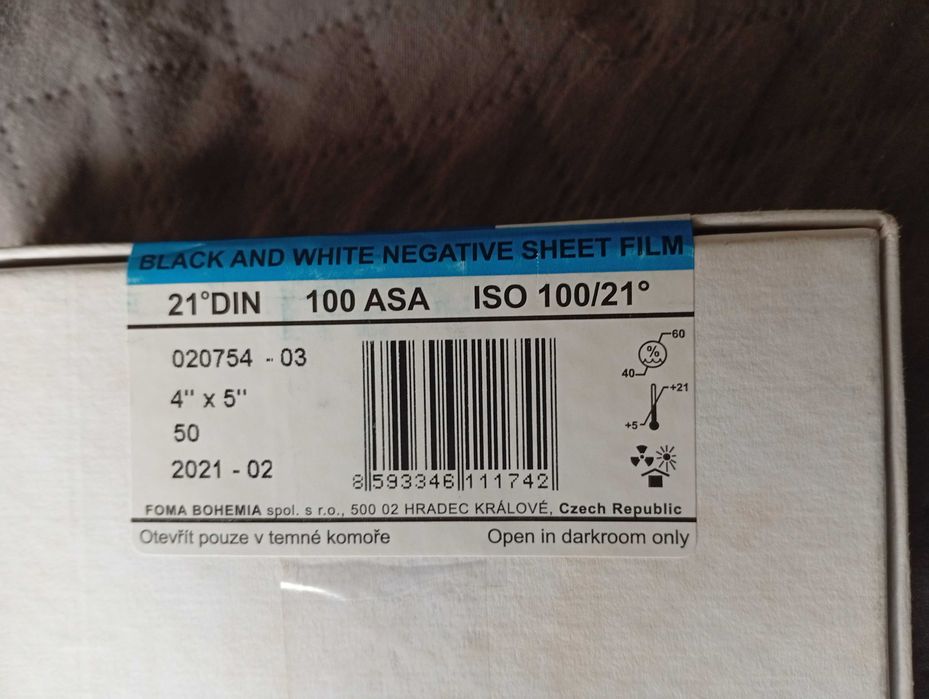 BLACK AND WHITE NEGATIVE SHEET FILM
21°DIN 100 ASA ISO 100/21°
020754 - 03
4" x 5"
50
2021 - 02
8 593346 111742
%
60
40
+21
+5
FOMA BOHEMIA spol. s r.o., 500 02 HRADEC KRÁLOVÉ, Czech Republic
Otevřít pouze v temné komoře Open in darkroom only